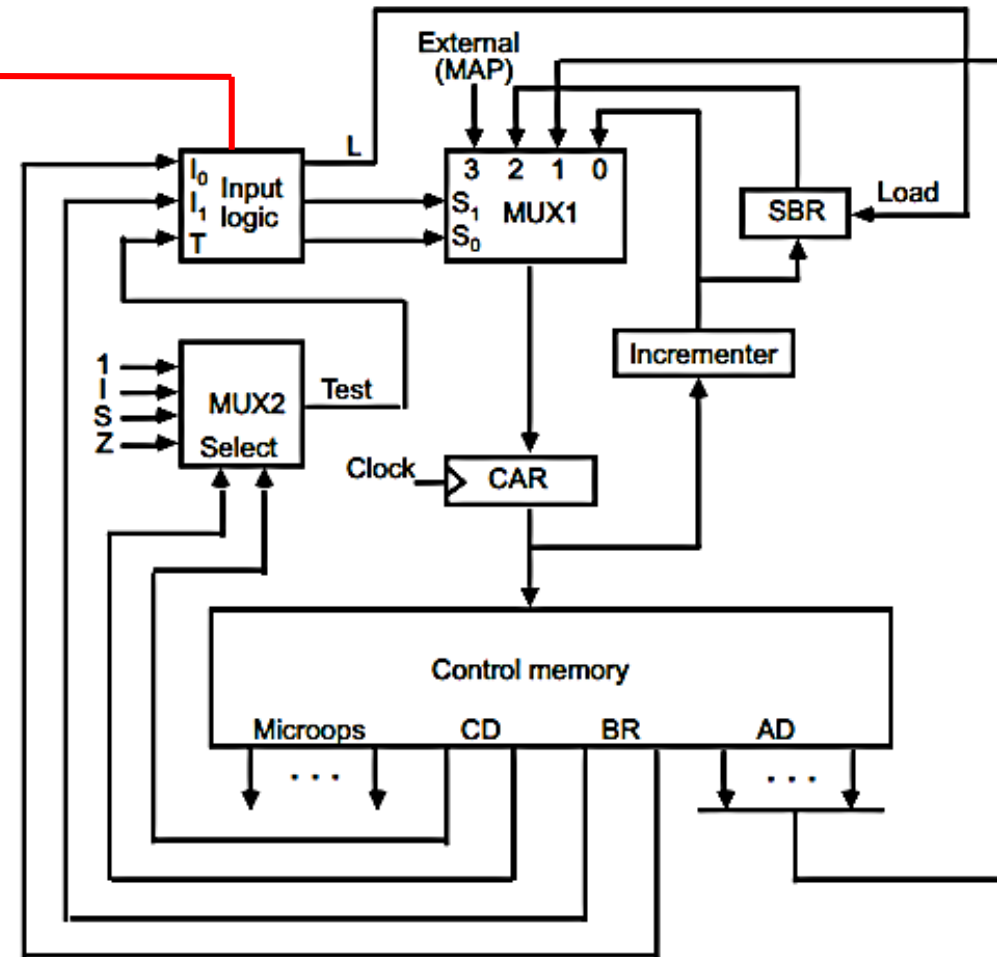 External
(MAP)
L
I0
Input
logic
I1
T
3 2 1 0
S1
MUX1
S0
SBR
Load
Incrementer
1
I
S
Z
MUX2
Select
Test
Clock
CAR
Control memory
Microops CD BR AD
. . .
. . .